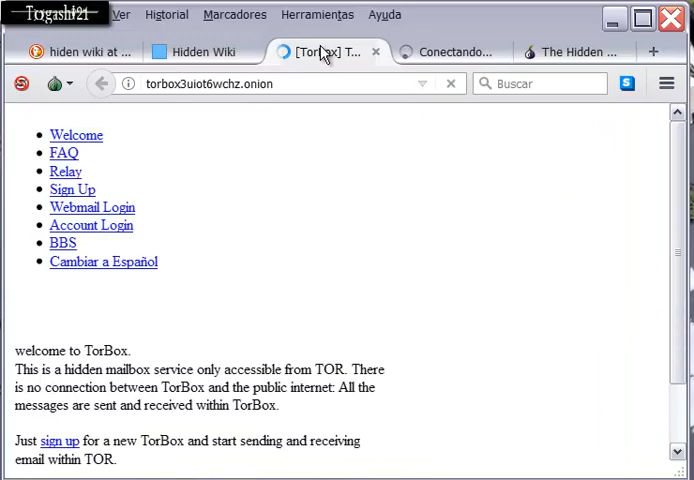 Togashi21
Ver Historial Marcadores Herramientas Ayuda
hiden wiki at ... Hidden Wiki [Torbox] T... Conectando... The Hidden ...
torbox3uiot6wchz.onion Buscar
Welcome
FAQ
Relay
Sign Up
Webmail Login
Account Login
BBS
Cambiar a Español
welcome to TorBox.
This is a hidden mailbox service only accessible from TOR. There
is no connection between TorBox and the public internet: All the
messages are sent and received within TorBox.
Just sign up for a new TorBox and start sending and receiving
email within TOR.